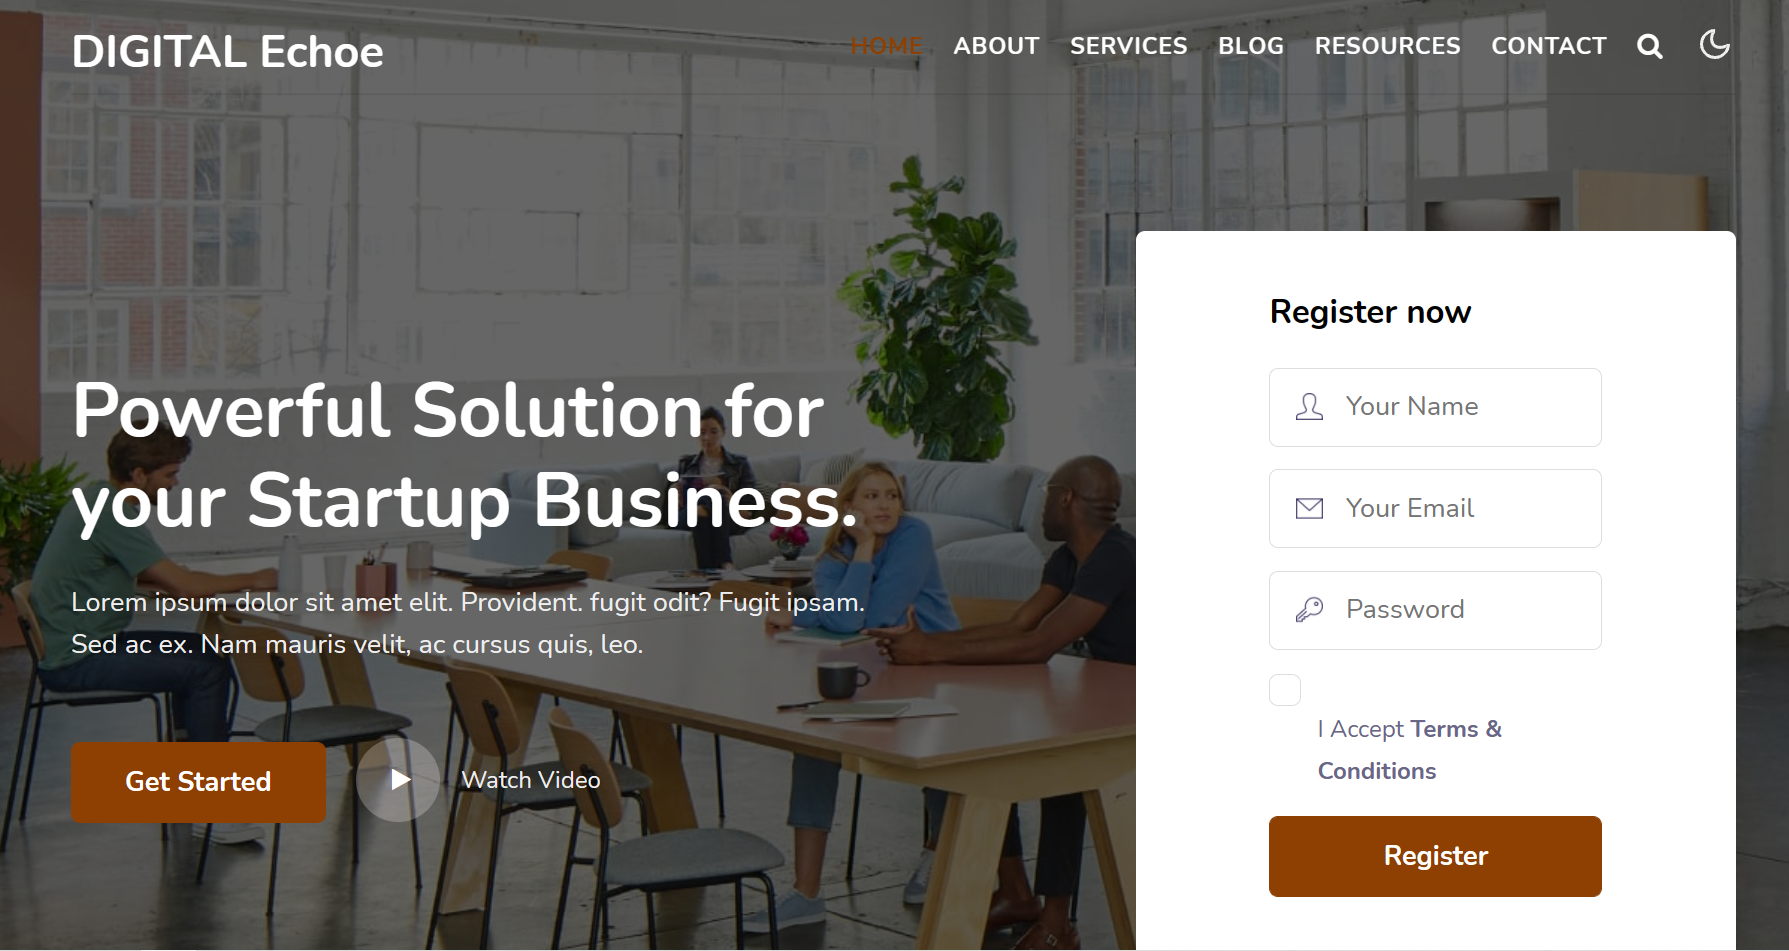 DIGITAL Echoe
HOME ABOUT SERVICES BLOG RESOURCES CONTACT
Powerful Solution for
your Startup Business.
Lorem ipsum dolor sit amet elit. Provident. fugit odit? Fugit ipsam.
Sed ac ex. Nam mauris velit, ac cursus quis, leo.
Get Started
Watch Video
Register now
Your Name
Your Email
Password
I Accept Terms &
Conditions
Register